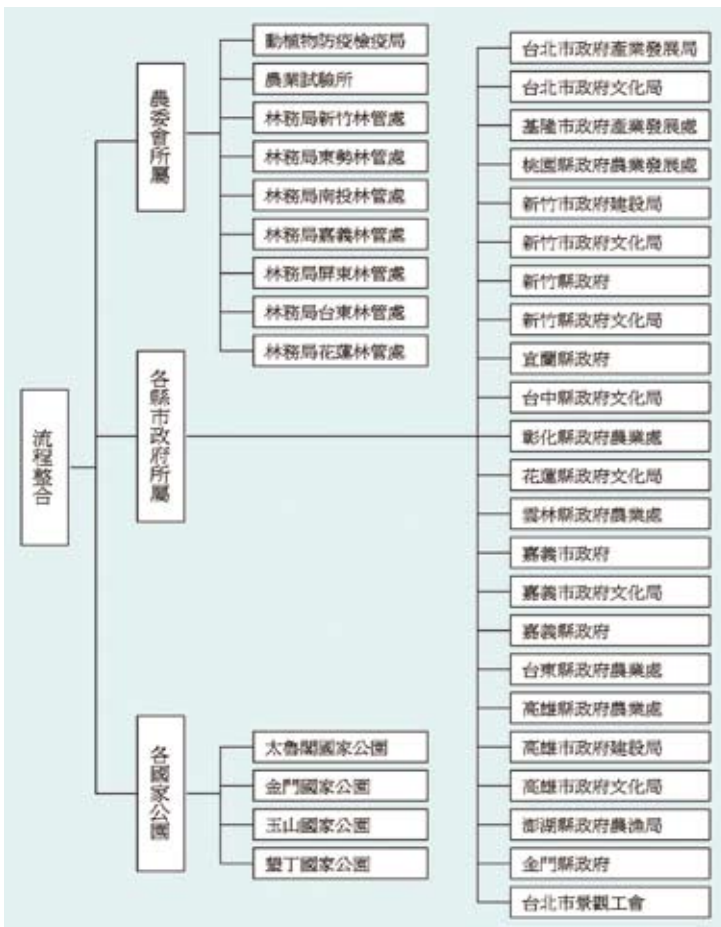 流程整合
農委會所屬
動植物防疫檢疫局
農業試驗所
林務局新竹林管處
林務局東勢林管處
林務局南投林管處
林務局嘉義林管處
林務局屏東林管處
林務局台東林管處
林務局花蓮林管處
各縣市政府所屬
台北市政府產業發展局
台北市政府文化局
基隆市政府產業發展處
桃園縣政府農業發展處
新竹市政府建設局
新竹市政府文化局
新竹縣政府
新竹縣政府文化局
宜蘭縣政府
台中縣政府文化局
彰化縣政府農業處
花蓮縣政府文化局
雲林縣政府農業處
嘉義市政府
嘉義市政府文化局
嘉義縣政府
台東縣政府農業處
高雄縣政府農業處
高雄市政府建設局
高雄市政府文化局
澎湖縣政府農漁局
金門縣政府
台北市景觀工會
各國家公園
太魯閣國家公園
金門國家公園
玉山國家公園
墾丁國家公園